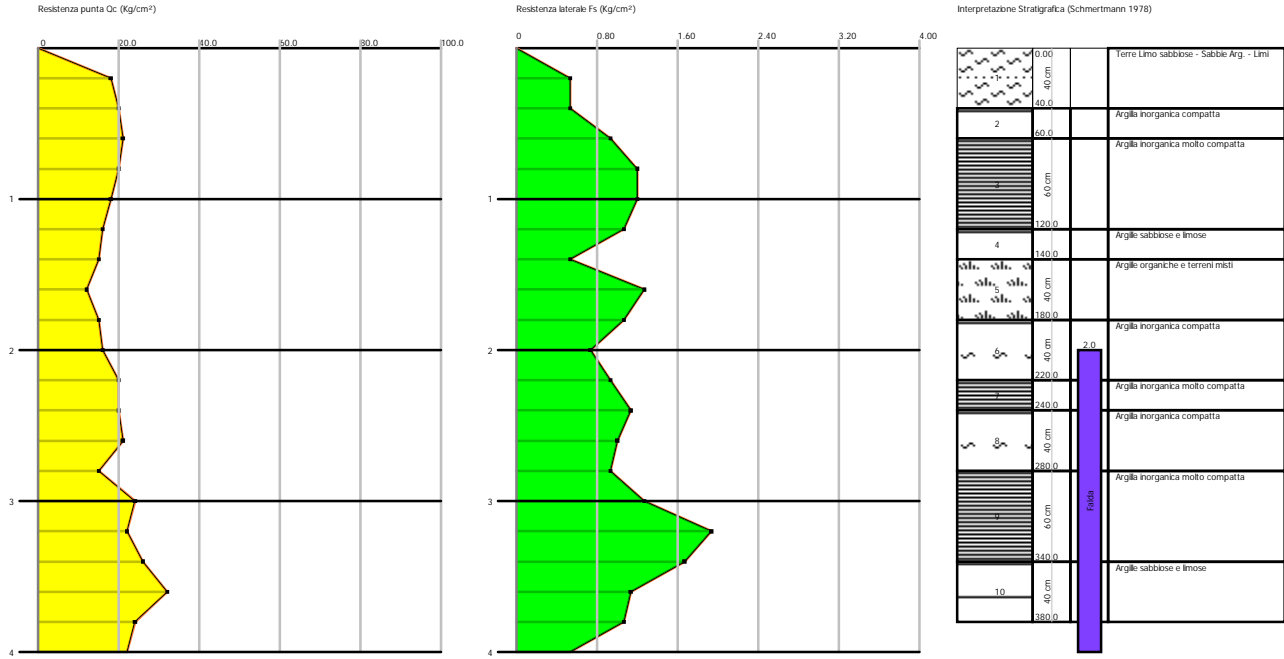 Resistenza punta Qc (Kg/cm²)
0 20.0 40.0 50.0 80.0 100.0
1
2
3
4
Resistenza laterale Fs (Kg/cm²)
0 0.80 1.60 2.40 3.20 4.00
1
2
3
4
Interpretazione Stratigrafica (Schmertmann 1978)
0.00
1
40 cm
40.0
Terre Limo sabbiose - Sabbie Arg. - Limi
2
60.0
Argilla inorganica compatta
3
60 cm
120.0
Argilla inorganica molto compatta
4
140.0
Argille sabbiose e limose
5
40 cm
180.0
Argille organiche e terreni misti
6
40 cm
220.0
Argilla inorganica compatta
2.0
7
240.0
Argilla inorganica molto compatta
8
40 cm
280.0
Argilla inorganica compatta
9
60 cm
340.0
Argilla inorganica molto compatta
Falda
10
40 cm
380.0
Argille sabbiose e limose